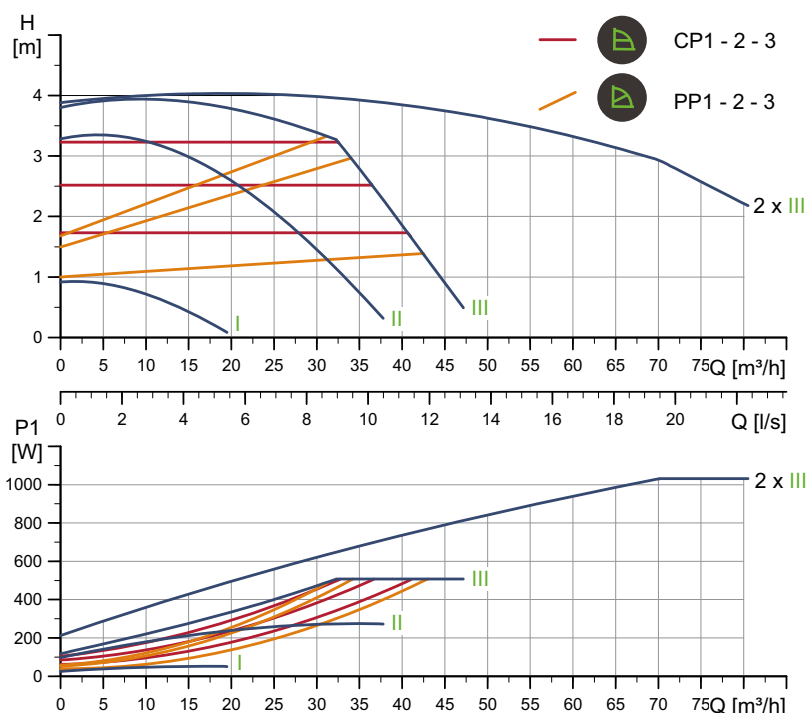 H
[m]
CP1 - 2 - 3
PP1 - 2 - 3
4
3
2
1
0
2 x III
I
II
III
0 5 10 15 20 25 30 35 40 45 50 55 60 65 70 75 Q [m³/h]
0 2 4 6 8 10 12 14 16 18 20 Q [l/s]
P1
[W]
1000
800
600
400
200
0
2 x III
III
II
I
0 5 10 15 20 25 30 35 40 45 50 55 60 65 70 75 Q [m³/h]